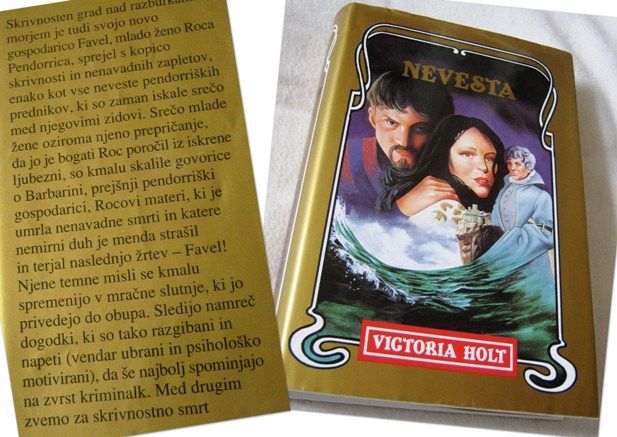 Skrivnosten grad nad razburkanim
morjem je tudi svojo novo
gospodarico Favel, mlado ženo Roca
Pendorrica, sprejel s kopico
skrivnosti in nenavadnih zapletov,
enako kot vse neveste pendorriških
prednikov, ki so zaman iskale srečo
med njegovimi zidovi. Srečo mlade
žene oziroma njeno prepričanje,
da jo je bogati Roc poročil iz iskrene
ljubezni, so kmalu skalile govorice
o Barbarini, prejšnji pendorriški
gospodarici, Rocovi materi, ki je
umrla nenavadne smrti in katere
nemirni duh je menda strašil
in terjal naslednjo žrtev – Favel!
Njene temne misli se kmalu
spremenijo v mračne slutnje, ki jo
privedejo do obupa. Sledijo namreč
dogodki, ki so tako razgibani in
napeti (vendar ubrani in psihološko
motivirani), da še najbolj spominjajo
na zvrst kriminalk. Med drugim
zvemo za skrivnostno smrt
NEVESTA
VICTORIA HOLT